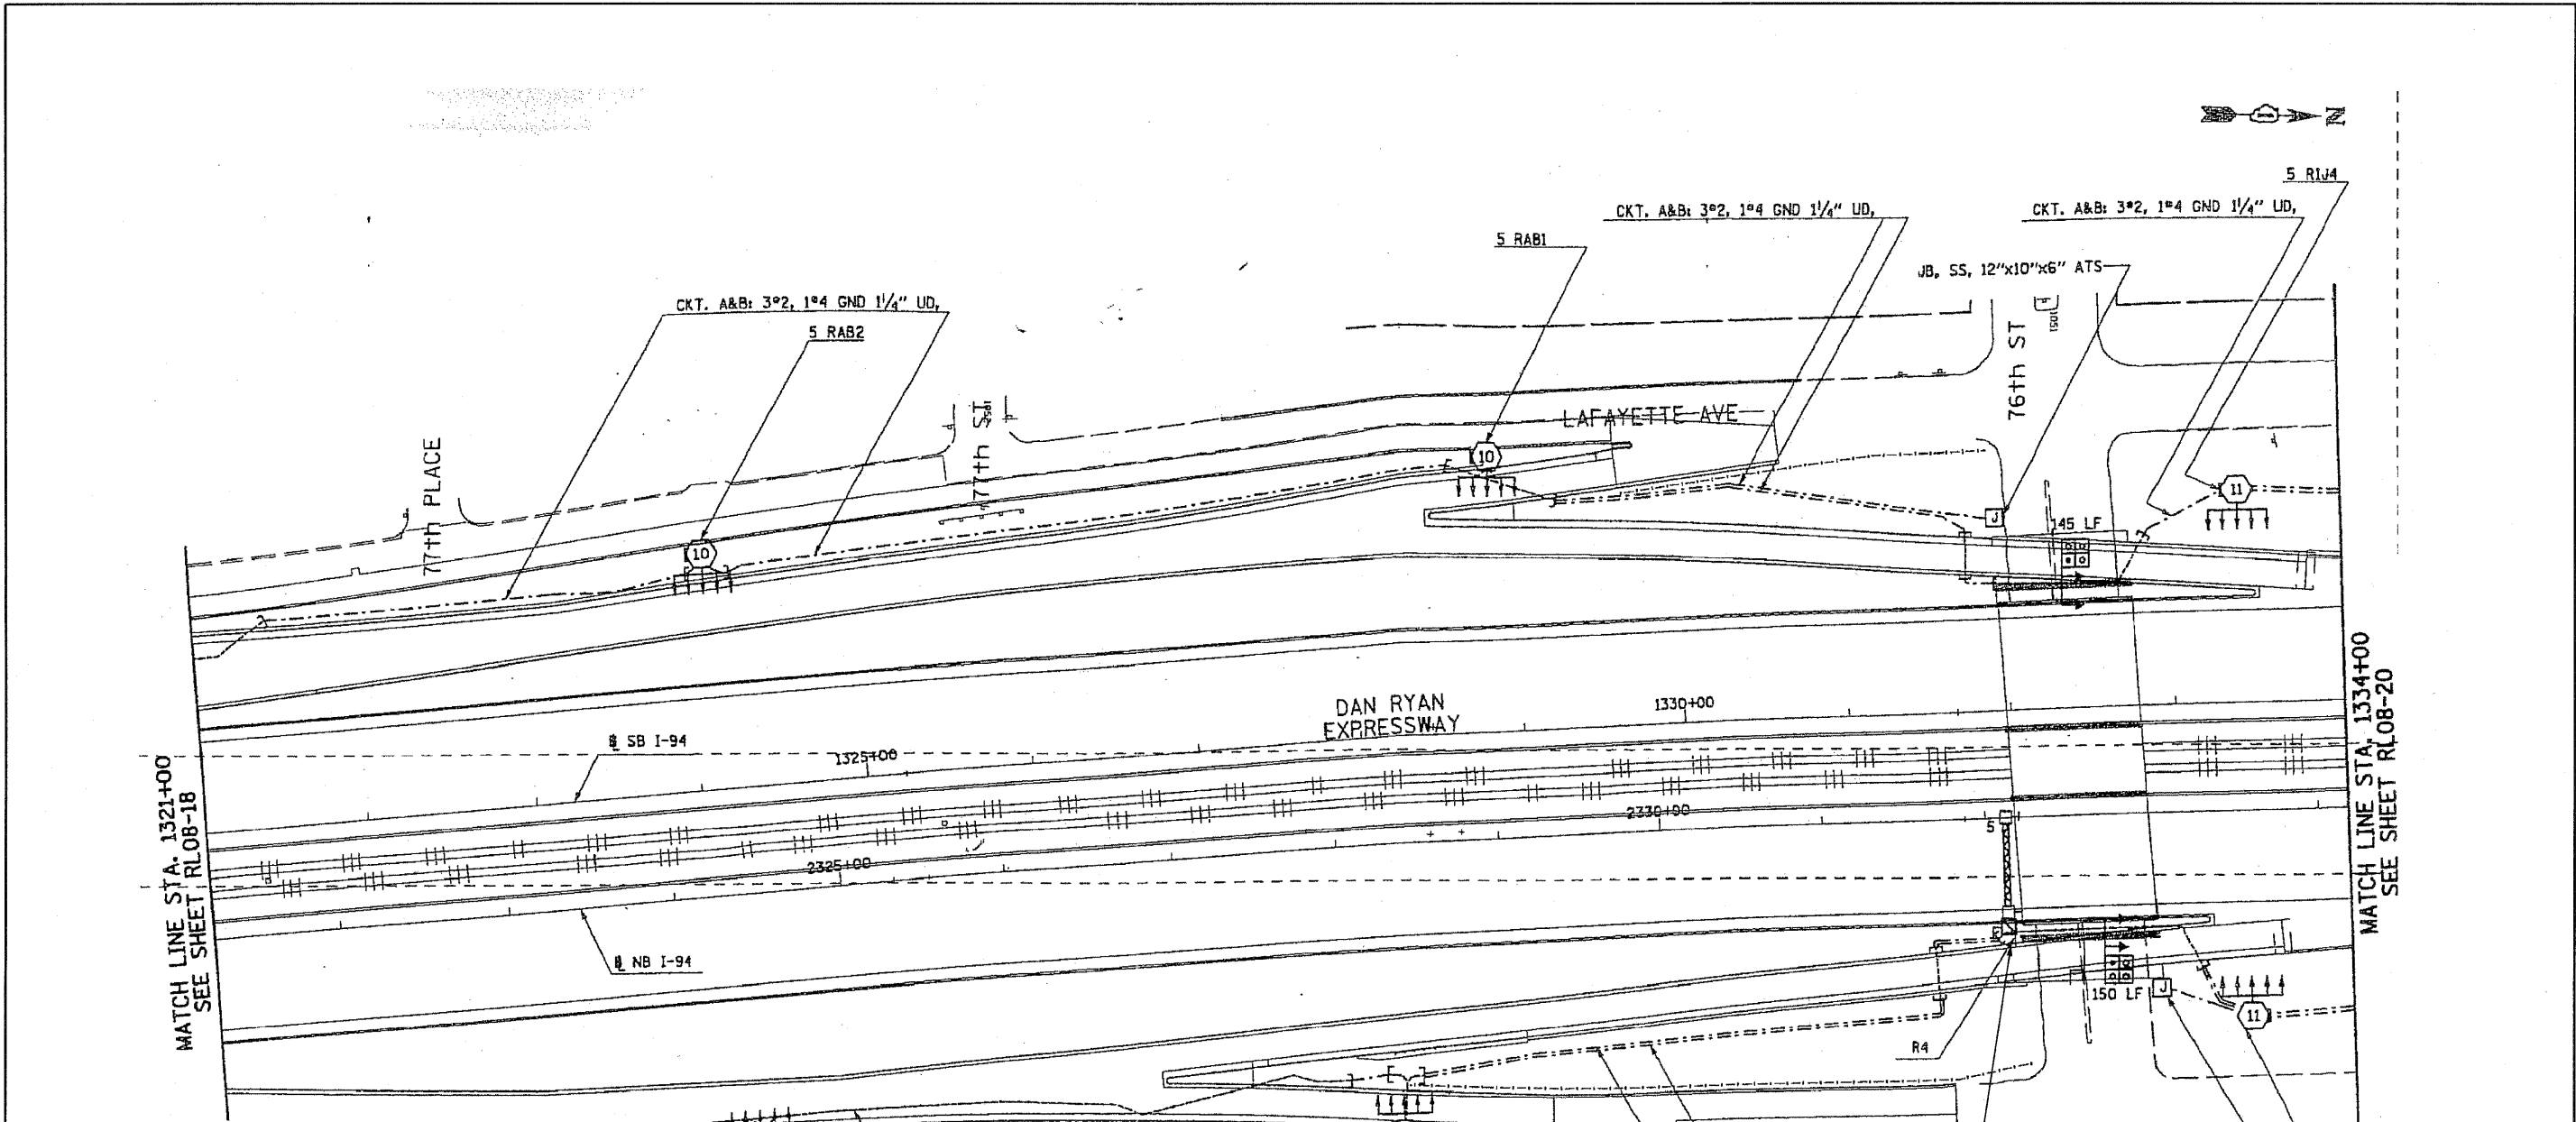 N
5 RIJ4
CKT. A&B: 3#2, 1#4 GND 1¼" UD,
CKT. A&B: 3#2, 1#4 GND 1¼" UD,
5 RAB1
JB, SS, 12"x10"x6" ATS
CKT. A&B: 3#2, 1#4 GND 1¼" UD,
5 RAB2
76th ST
LAFAYETTE AVE
77th ST
77th PLACE
10
10
11
J
145 LF
DAN RYAN
EXPRESSWAY
1330+00
SB I-94
1325+00
2330+00
2325+00
5
NB I-94
MATCH LINE STA. 1321+00
SEE SHEET RL08-18
MATCH LINE STA. 1334+00
SEE SHEET RL08-20
150 LF
J
11
R4